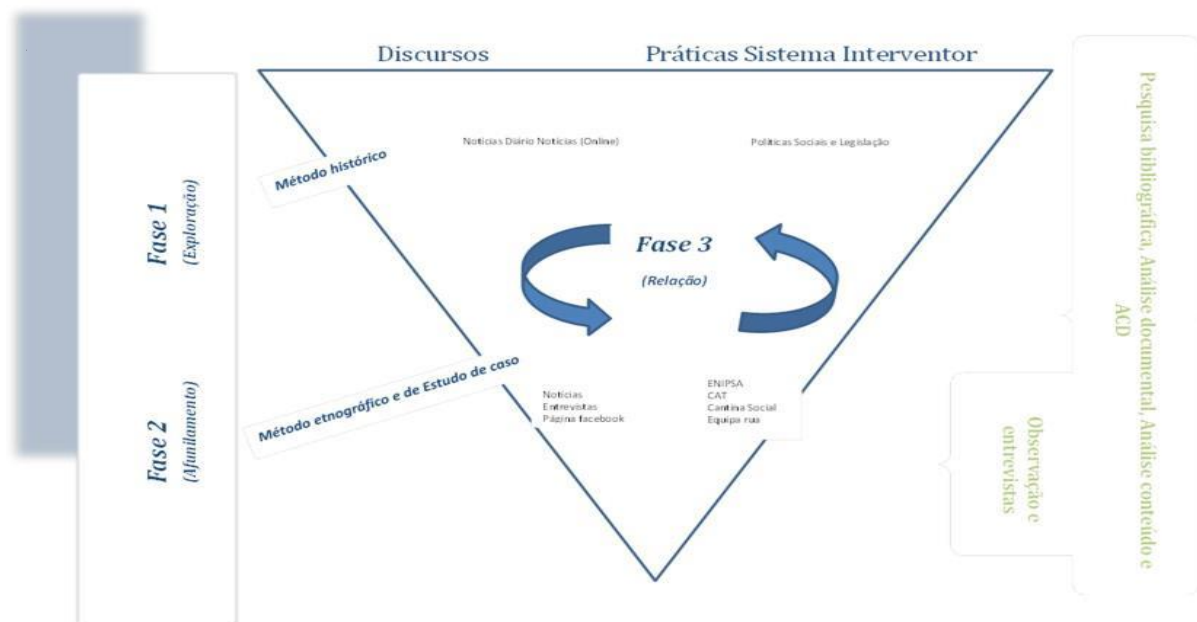 Discursos
Práticas Sistema Interventor
Noticias Diário Notícias (Online)
Políticas Sociais e Legislação
Método histórico
Fase 1
(Exploração)
Fase 3
(Relação)
Método etnográfico e de Estudo de caso
Fase 2
(Afunilamento)
Notícias
Entrevistas
Página facebook
ENIPSA
CAT
Cantina Social
Equipa rua
Observação e
entrevistas
Pesquisa bibliográfica, Análise documental, Análise conteúdo e
ACD